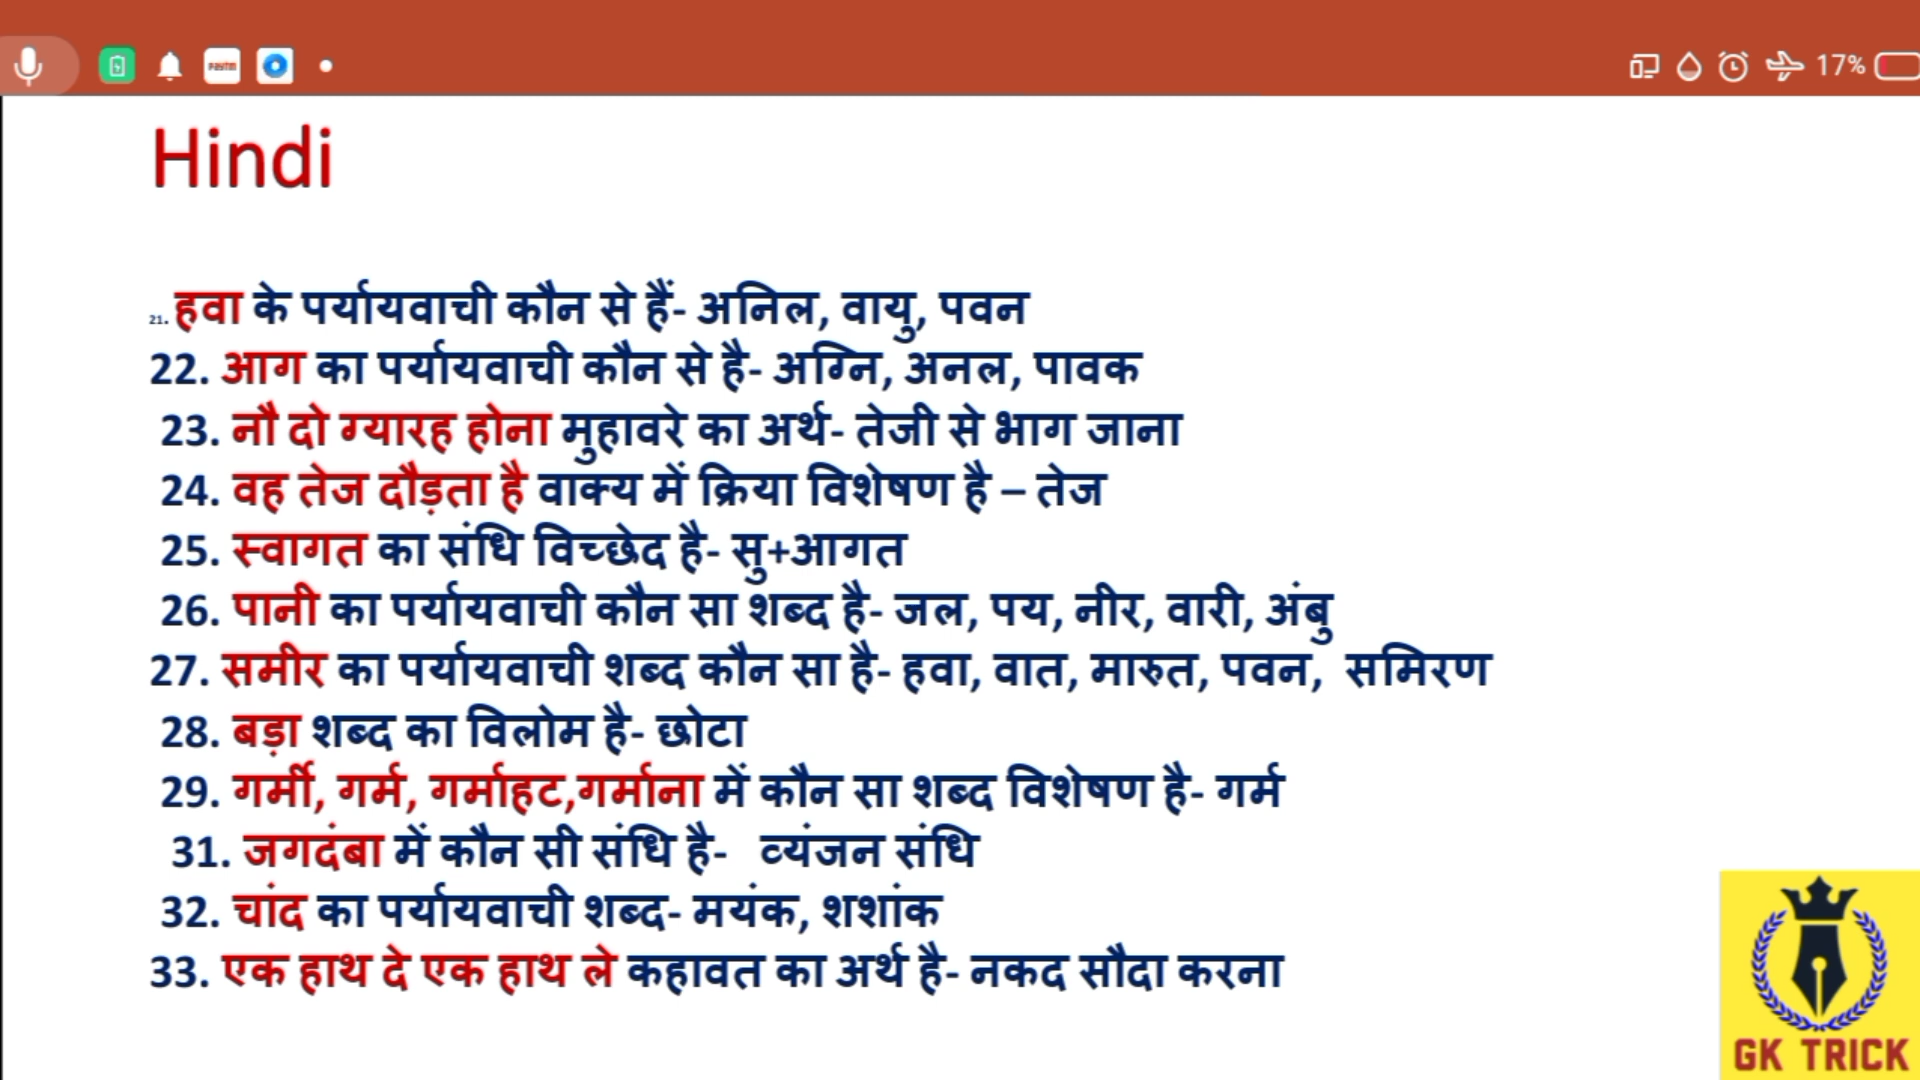 Paytm
17%
Hindi
21. हवा के पर्यायवाची कौन से हैं- अनिल, वायु, पवन
22. आग का पर्यायवाची कौन से है- अग्नि, अनल, पावक
23. नौ दो ग्यारह होना मुहावरे का अर्थ- तेजी से भाग जाना
24. वह तेज दौड़ता है वाक्य में क्रिया विशेषण है – तेज
25. स्वागत का संधि विच्छेद है- सु+आगत
26. पानी का पर्यायवाची कौन सा शब्द है- जल, पय, नीर, वारी, अंबु
27. समीर का पर्यायवाची शब्द कौन सा है- हवा, वात, मारुत, पवन, समिरण
28. बड़ा शब्द का विलोम है- छोटा
29. गर्मी, गर्म, गर्माहट,गर्माना में कौन सा शब्द विशेषण है- गर्म
31. जगदंबा में कौन सी संधि है- व्यंजन संधि
32. चांद का पर्यायवाची शब्द- मयंक, शशांक
33. एक हाथ दे एक हाथ ले कहावत का अर्थ है- नकद सौदा करना
GK TRICK